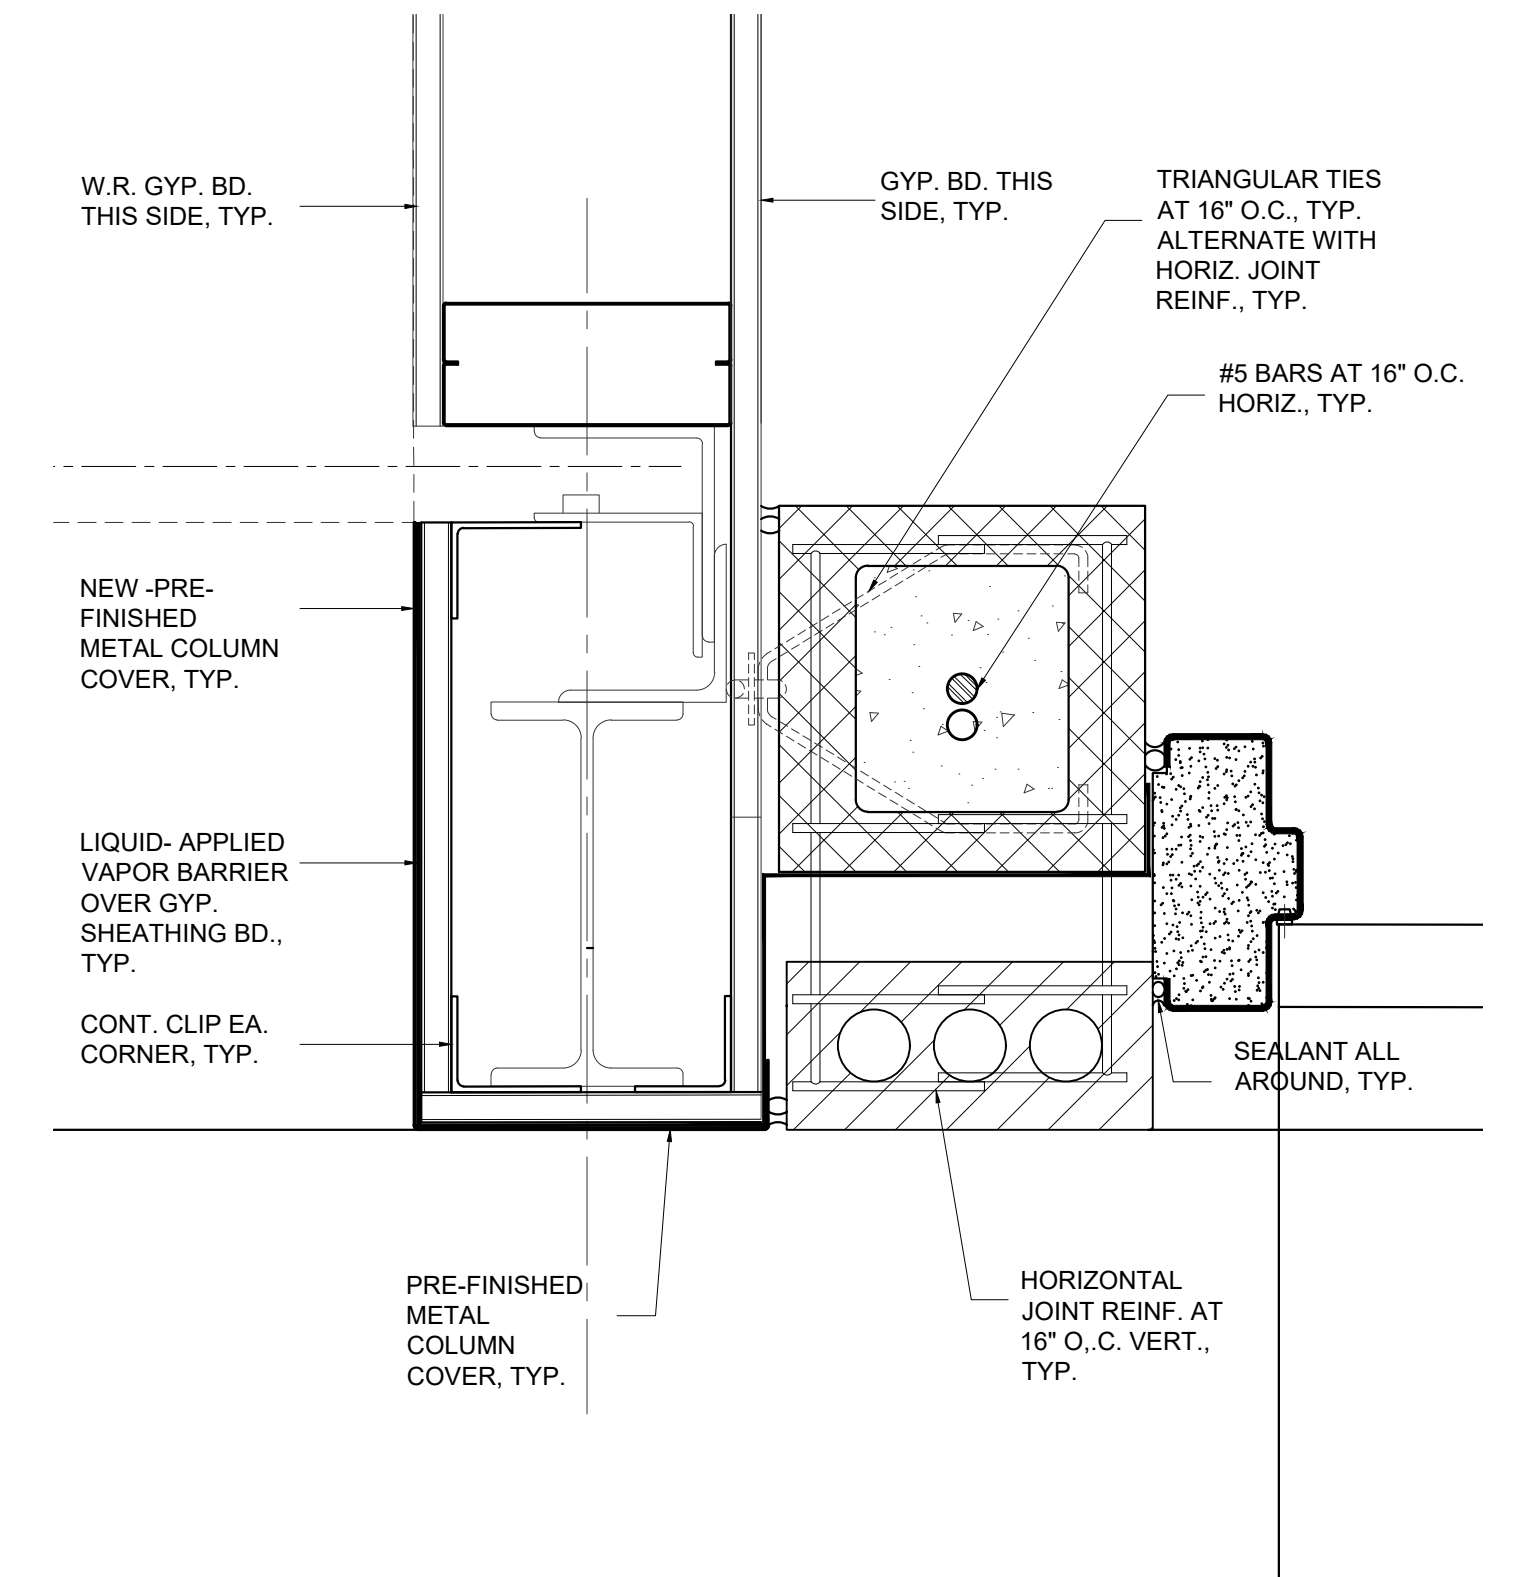 W.R. GYP. BD.
THIS SIDE, TYP.
GYP. BD. THIS
SIDE, TYP.
TRIANGULAR TIES
AT 16" O.C., TYP.
ALTERNATE WITH
HORIZ. JOINT
REINF., TYP.
#5 BARS AT 16" O.C.
HORIZ., TYP.
NEW -PRE-
FINISHED
METAL COLUMN
COVER, TYP.
LIQUID- APPLIED
VAPOR BARRIER
OVER GYP.
SHEATHING BD.,
TYP.
CONT. CLIP EA.
CORNER, TYP.
SEALANT ALL
AROUND, TYP.
PRE-FINISHED
METAL
COLUMN
COVER, TYP.
HORIZONTAL
JOINT REINF. AT
16" O,.C. VERT.,
TYP.